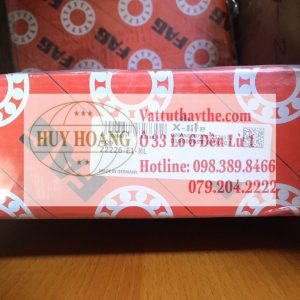 FAG
FAG
X-life
Vattuthaythe.com
HUY HOANG
Ô 33 Lô 6 Đền Lừ 1
22226-E1-XL
Hotline: 098.389.8466
079.204.2222
MADE IN GERMANY